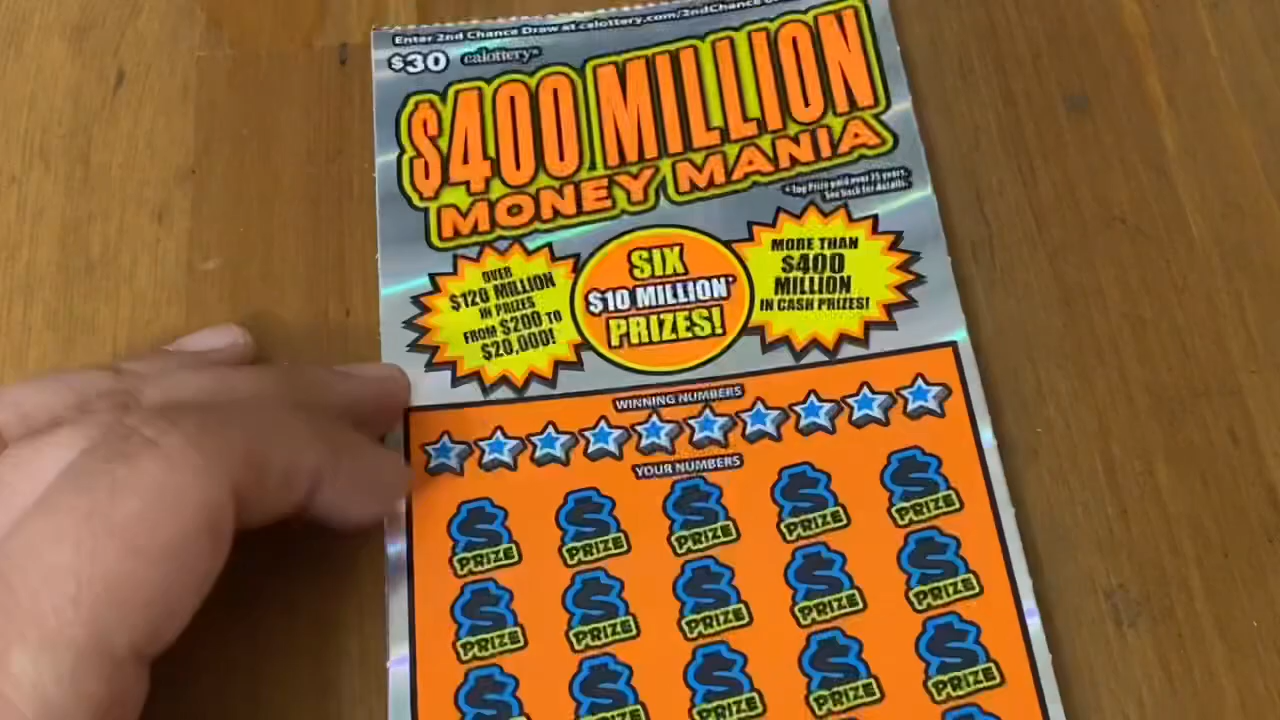 Enter 2nd Chance Draw at calottery.com/2ndChance
$30 calottery
$400 MILLION
MONEY MANIA
*Top Prize paid over 25 years.
See back for details.
OVER
$120 MILLION
IN PRIZES
FROM $200 TO
$20,000!
SIX
$10 MILLION*
PRIZES!
MORE THAN
$400
MILLION
IN CASH PRIZES!
WINNING NUMBERS
YOUR NUMBERS
$ $ $ $ $
PRIZE PRIZE PRIZE PRIZE PRIZE
$ $ $ $ $
PRIZE PRIZE PRIZE PRIZE PRIZE
$ $ $ $ $
PRIZE PRIZE PRIZE PRIZE